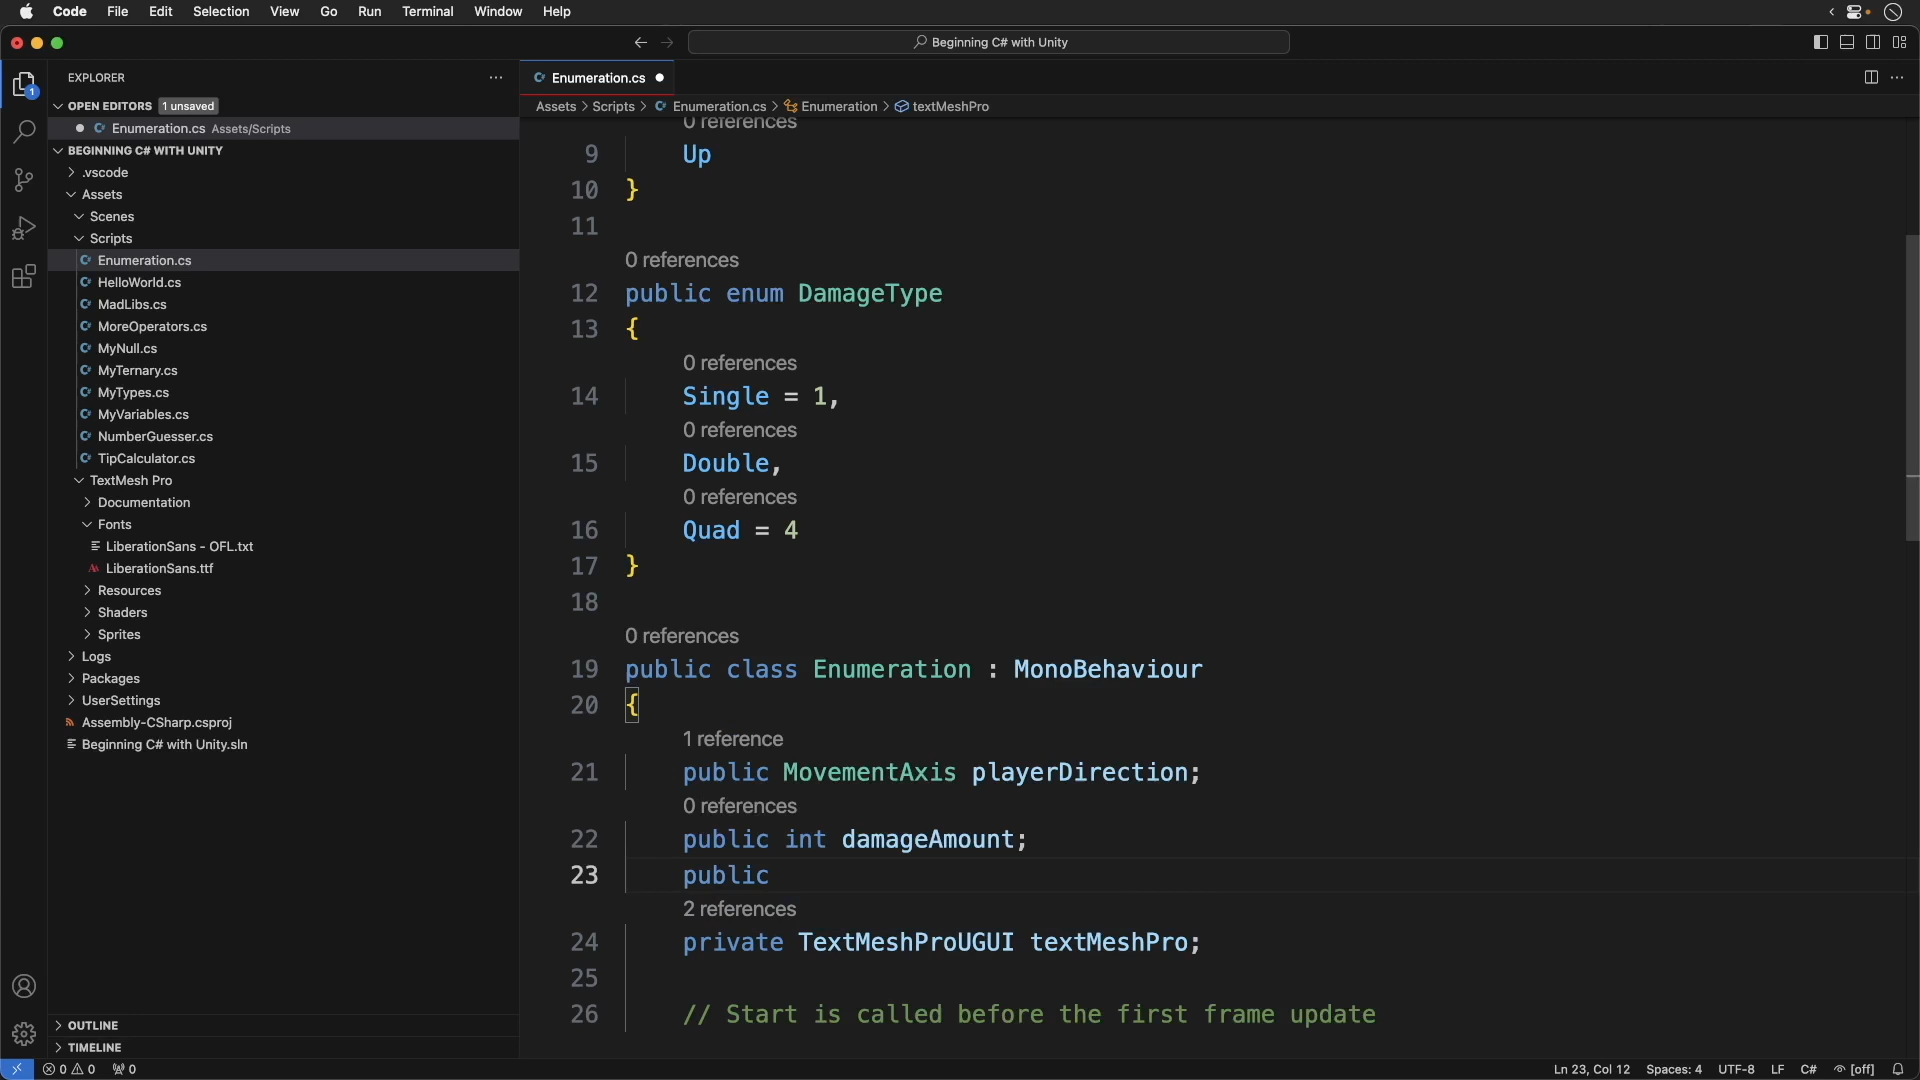 Code File Edit Selection View Go Run Terminal Window Help
Beginning C# with Unity
EXPLORER
OPEN EDITORS 1 unsaved
Enumeration.cs Assets/Scripts
BEGINNING C# WITH UNITY
.vscode
Assets
Scenes
Scripts
Enumeration.cs
HelloWorld.cs
MadLibs.cs
MoreOperators.cs
MyNull.cs
MyTernary.cs
MyTypes.cs
MyVariables.cs
NumberGuesser.cs
TipCalculator.cs
TextMesh Pro
Documentation
Fonts
LiberationSans - OFL.txt
LiberationSans.ttf
Resources
Shaders
Sprites
Logs
Packages
UserSettings
Assembly-CSharp.csproj
Beginning C# with Unity.sln
OUTLINE
TIMELINE
Enumeration.cs
Assets > Scripts > Enumeration.cs > Enumeration > textMeshPro
0 references
9 Up
10 }
11
0 references
12 public enum DamageType
13 {
0 references
14 Single = 1,
0 references
15 Double,
0 references
16 Quad = 4
17 }
18
0 references
19 public class Enumeration : MonoBehaviour
20 {
1 reference
21 public MovementAxis playerDirection;
0 references
22 public int damageAmount;
23 public
2 references
24 private TextMeshProUGUI textMeshPro;
25
26 // Start is called before the first frame update
0 0 0 Ln 23, Col 12 Spaces: 4 UTF-8 LF C# [off]